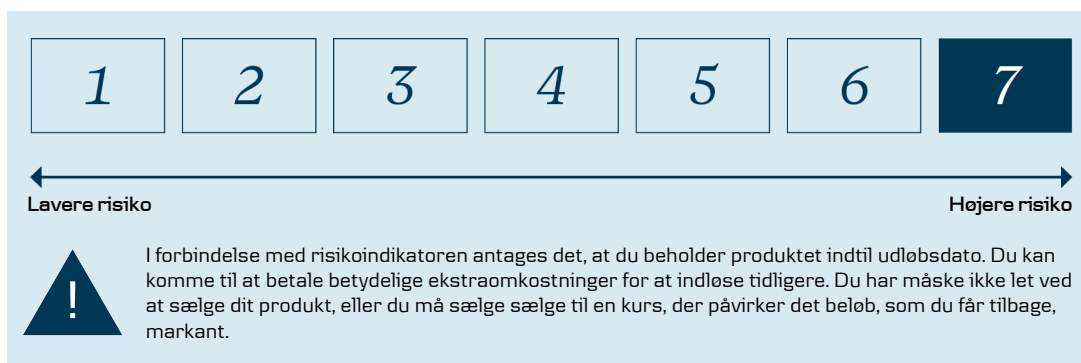 1 2 3 4 5 6 7
Lavere risiko Højere risiko
! I forbindelse med risikoindikatoren antages det, at du beholder produktet indtil udløbsdato. Du kan
komme til at betale betydelige ekstraomkostninger for at indløse tidligere. Du har måske ikke let ved
at sælge dit produkt, eller du må sælge sælge til en kurs, der påvirker det beløb, som du får tilbage,
markant.